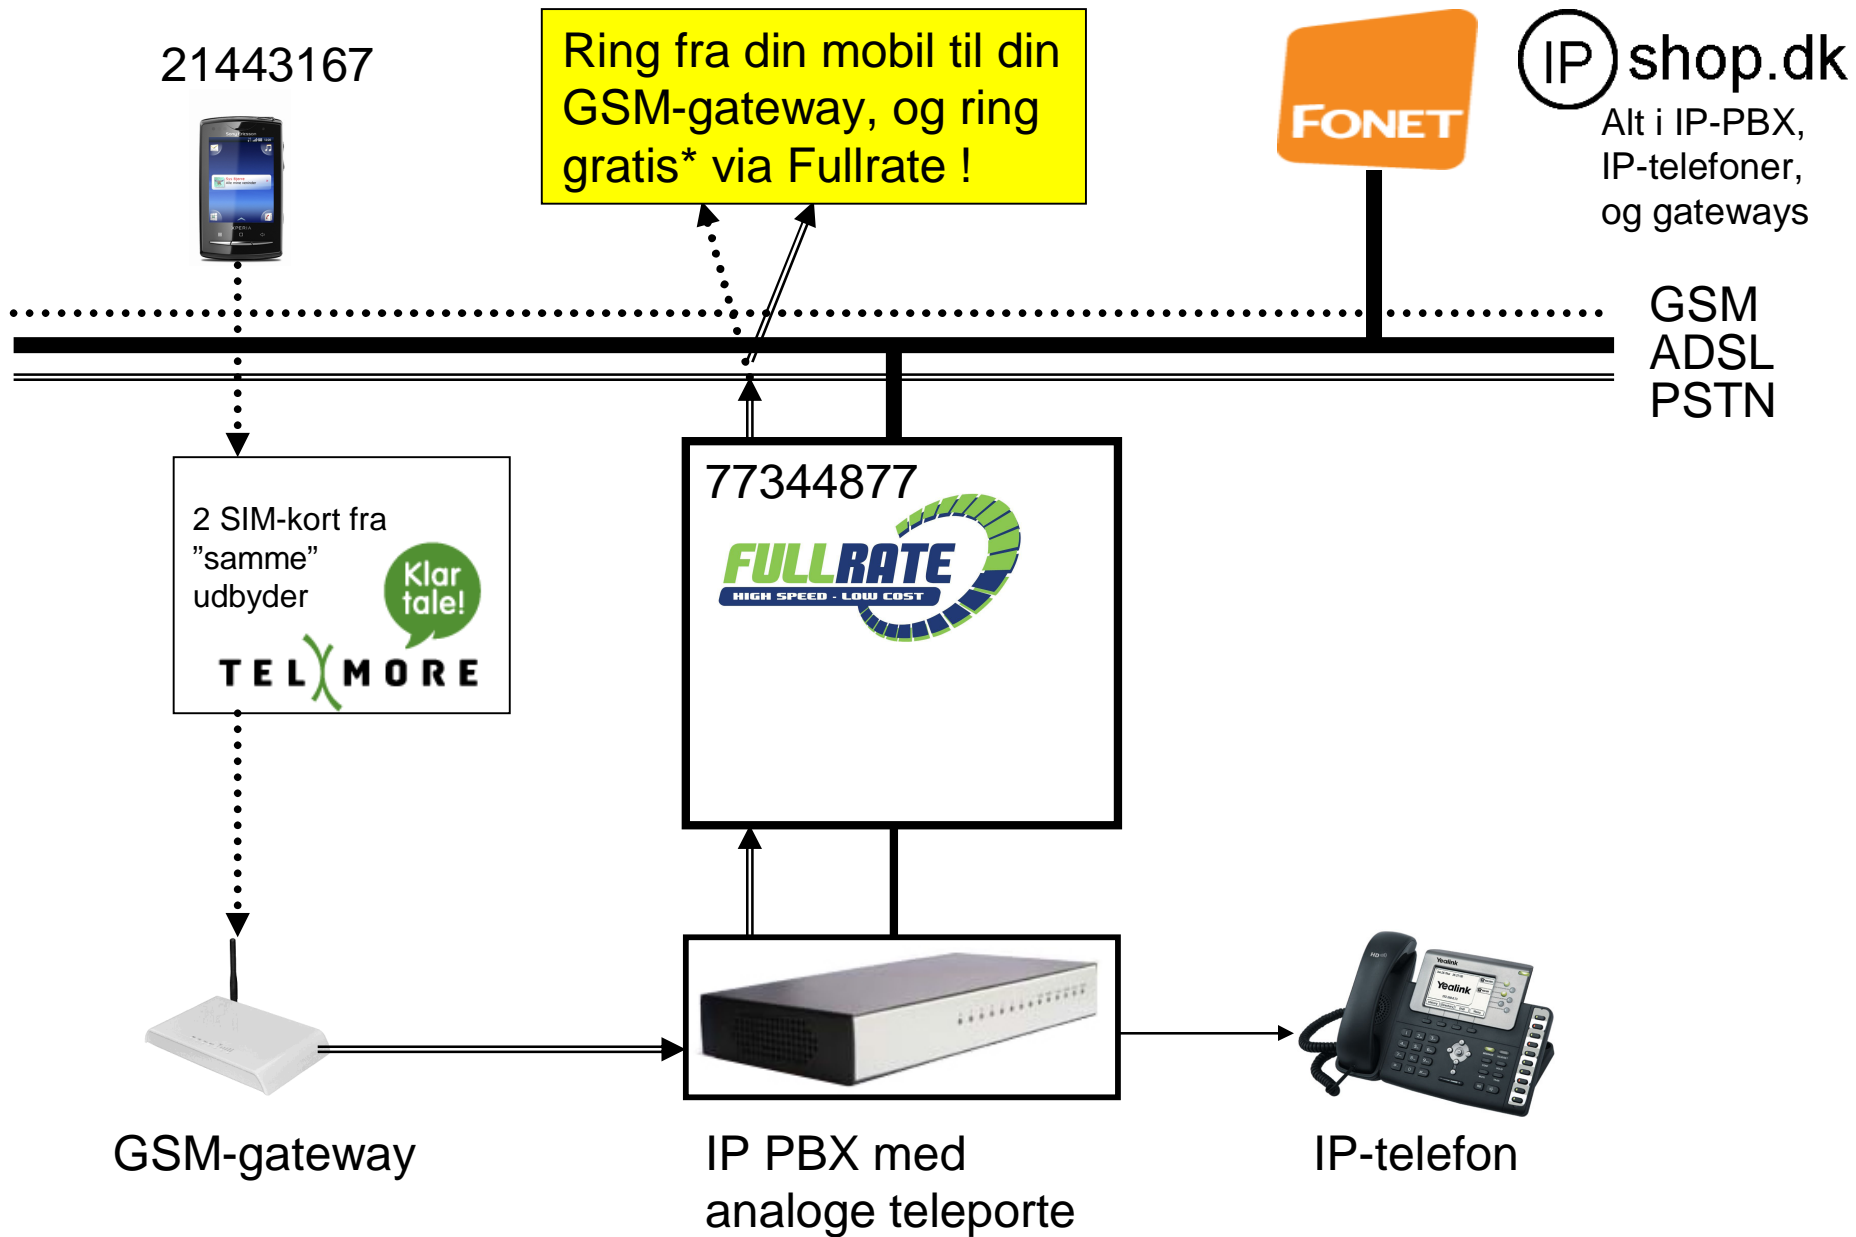 21443167
Ring fra din mobil til din
GSM-gateway, og ring
gratis* via Fullrate !
FONET
IP shop.dk
Alt i IP-PBX,
IP-telefoner,
og gateways
GSM
ADSL
PSTN
2 SIM-kort fra
”samme”
udbyder
Klar
tale!
TELMORE
77344877
FULLRATE
HIGH SPEED - LOW COST
Yealink
Yealink
GSM-gateway
IP PBX med
analoge teleporte
IP-telefon